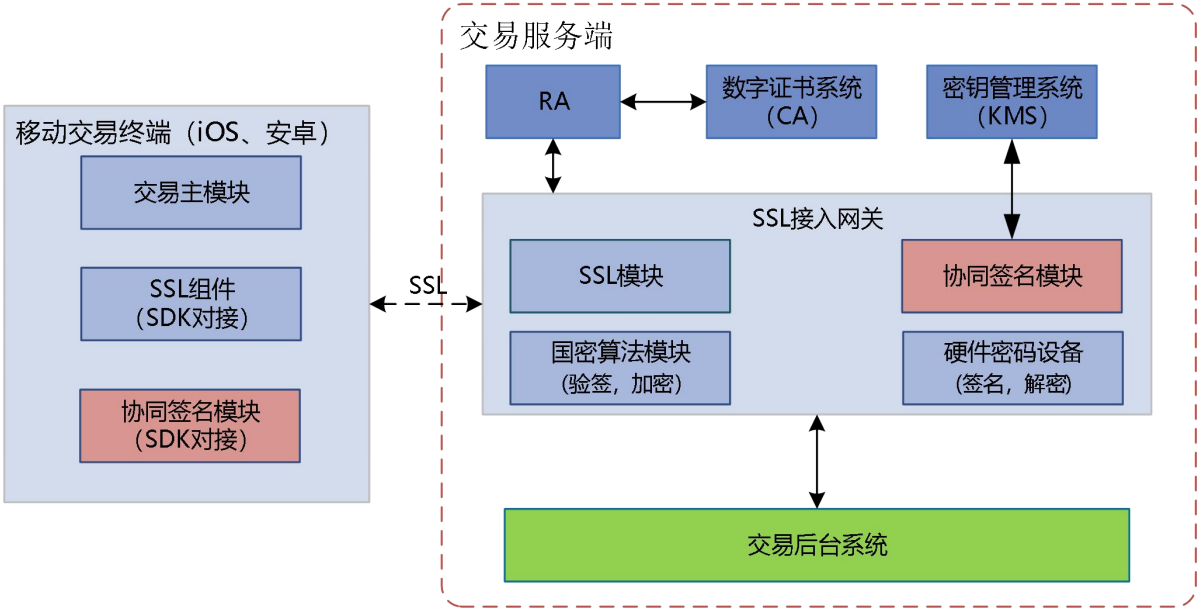 交易服务端
RA
数字证书系统
（CA）
密钥管理系统
（KMS）
移动交易终端（iOS、安卓）
交易主模块
SSL组件
（SDK对接）
协同签名模块
（SDK对接）
SSL
SSL接入网关
SSL模块
协同签名模块
国密算法模块
(验签，加密)
硬件密码设备
(签名，解密)
交易后台系统